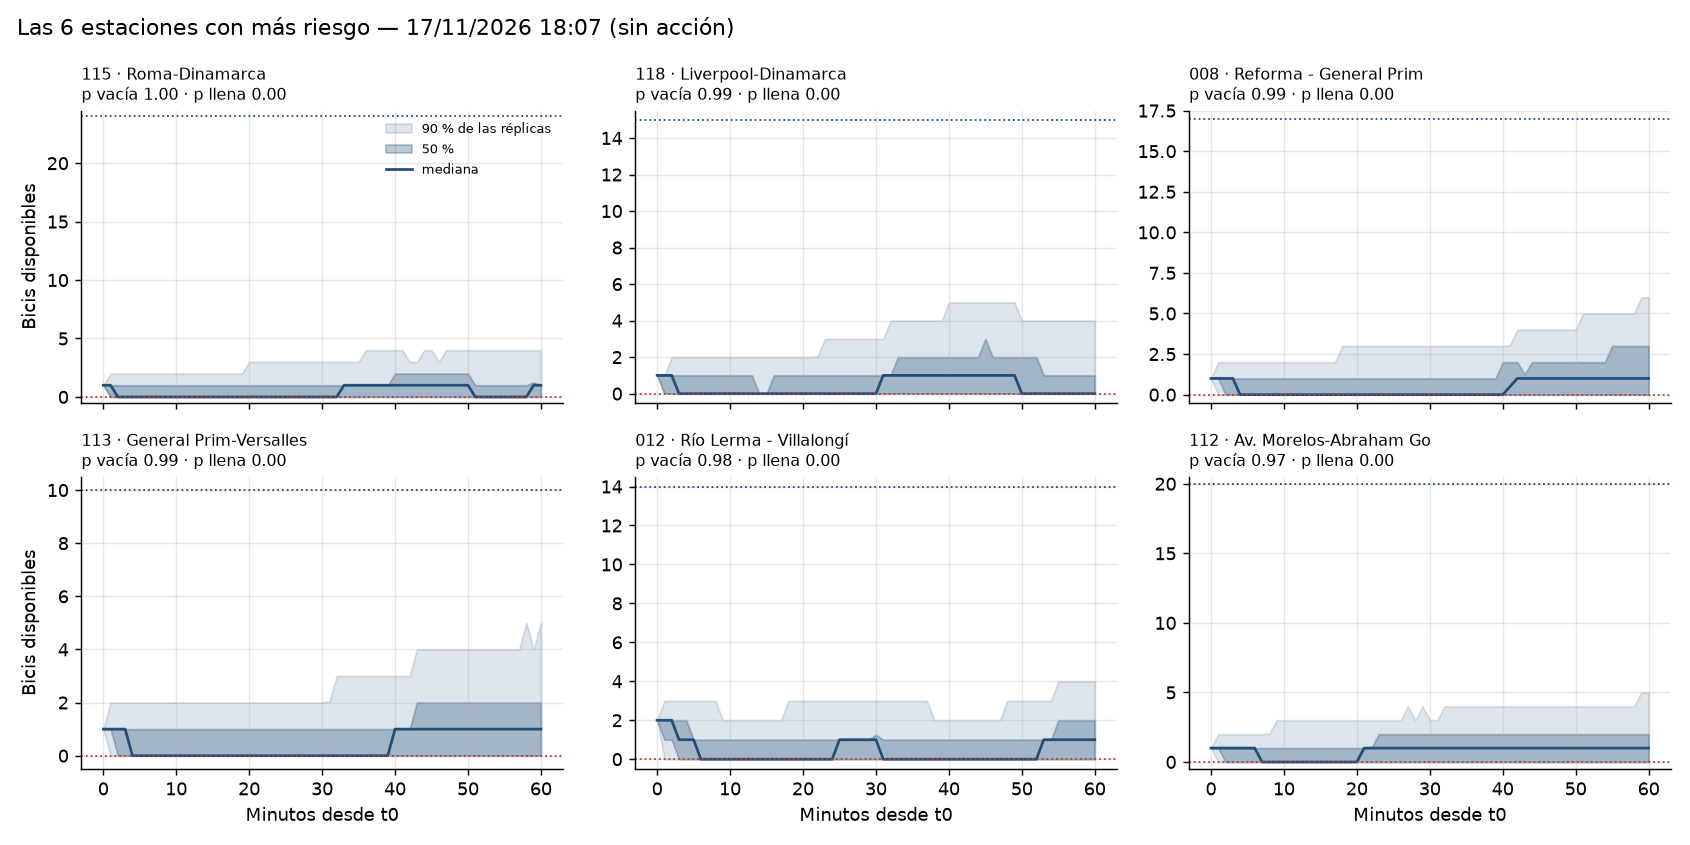 Las 6 estaciones con más riesgo — 17/11/2026 18:07 (sin acción)
115 · Roma-Dinamarca
p vacía 1.00 · p llena 0.00
90 % de las réplicas
50 %
mediana
Bicis disponibles
20
15
10
5
0
118 · Liverpool-Dinamarca
p vacía 0.99 · p llena 0.00
14
12
10
8
6
4
2
0
008 · Reforma - General Prim
p vacía 0.99 · p llena 0.00
17.5
15.0
12.5
10.0
7.5
5.0
2.5
0.0
113 · General Prim-Versalles
p vacía 0.99 · p llena 0.00
Bicis disponibles
10
8
6
4
2
0
0 10 20 30 40 50 60
Minutos desde t0
012 · Río Lerma - Villalongí
p vacía 0.98 · p llena 0.00
14
12
10
8
6
4
2
0
0 10 20 30 40 50 60
Minutos desde t0
112 · Av. Morelos-Abraham Go
p vacía 0.97 · p llena 0.00
20
15
10
5
0
0 10 20 30 40 50 60
Minutos desde t0